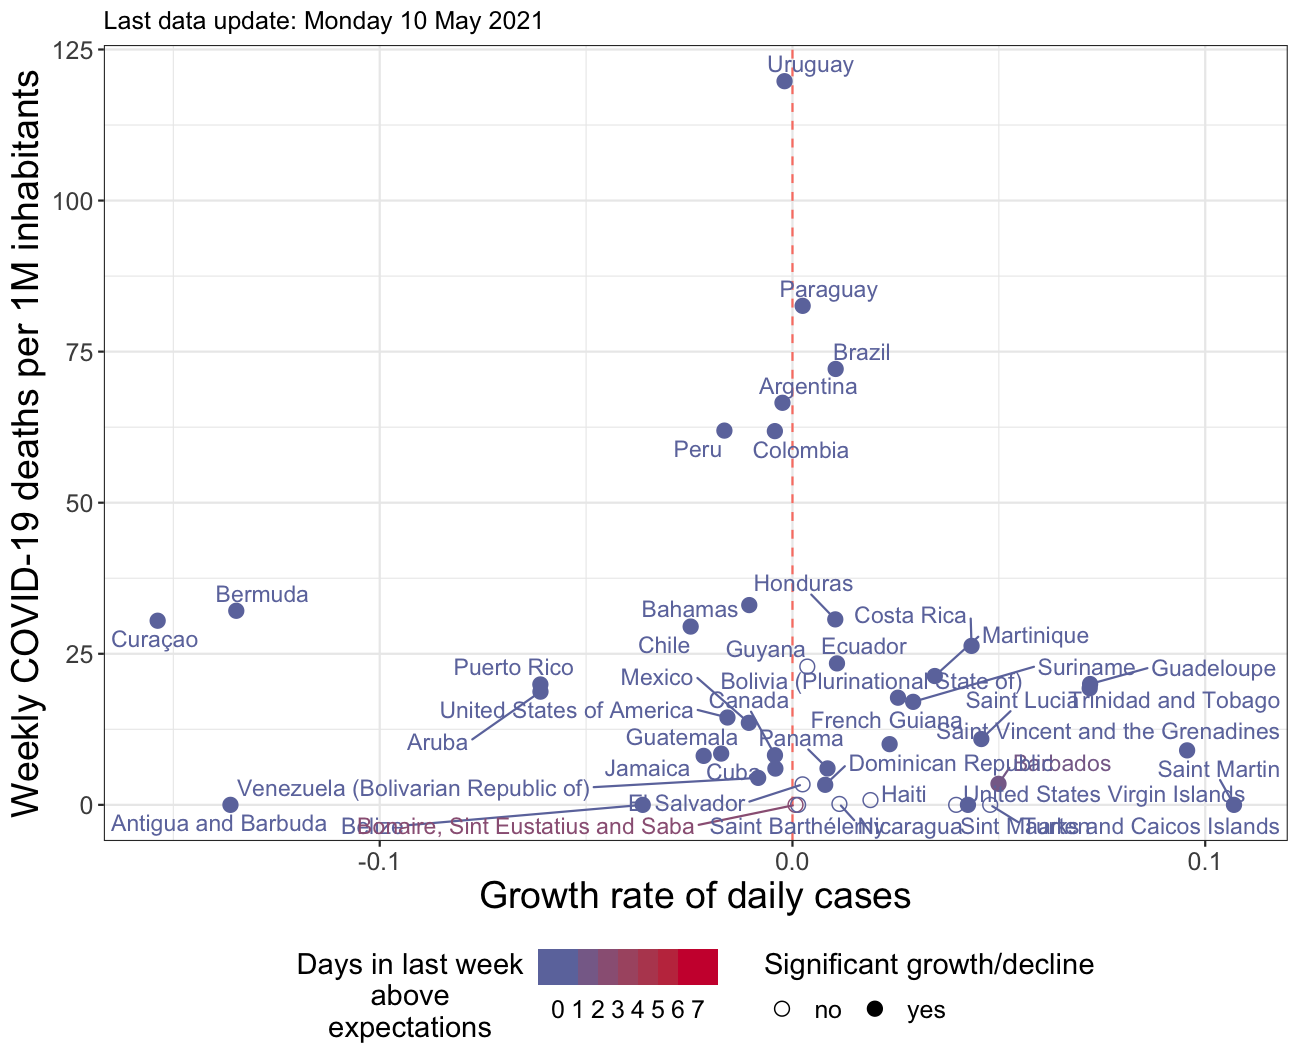 Last data update: Monday 10 May 2021
Weekly COVID-19 deaths per 1M inhabitants
125
100
75
50
25
0
Uruguay
Paraguay
Brazil
Argentina
Peru
Colombia
Honduras
Bermuda
Bahamas
Costa Rica
Curaçao
Chile
Guyana
Ecuador
Martinique
Puerto Rico
Mexico
Bolivia (Plurinational State of)
Suriname
Guadeloupe
United States of America
Canada
Saint Lucia
Trinidad and Tobago
French Guiana
Saint Vincent and the Grenadines
Aruba
Guatemala
Panama
Jamaica
Cuba
Dominican Republic
Barbados
Saint Martin
Venezuela (Bolivarian Republic of)
El Salvador
Haiti
United States Virgin Islands
Antigua and Barbuda
Belize
Bonaire, Sint Eustatius and Saba
Saint Barthélemy
Nicaragua
Sint Maarten
Turks and Caicos Islands
-0.1
0.0
0.1
Growth rate of daily cases
Days in last week
above
expectations
0 1 2 3 4 5 6 7
Significant growth/decline
no
yes